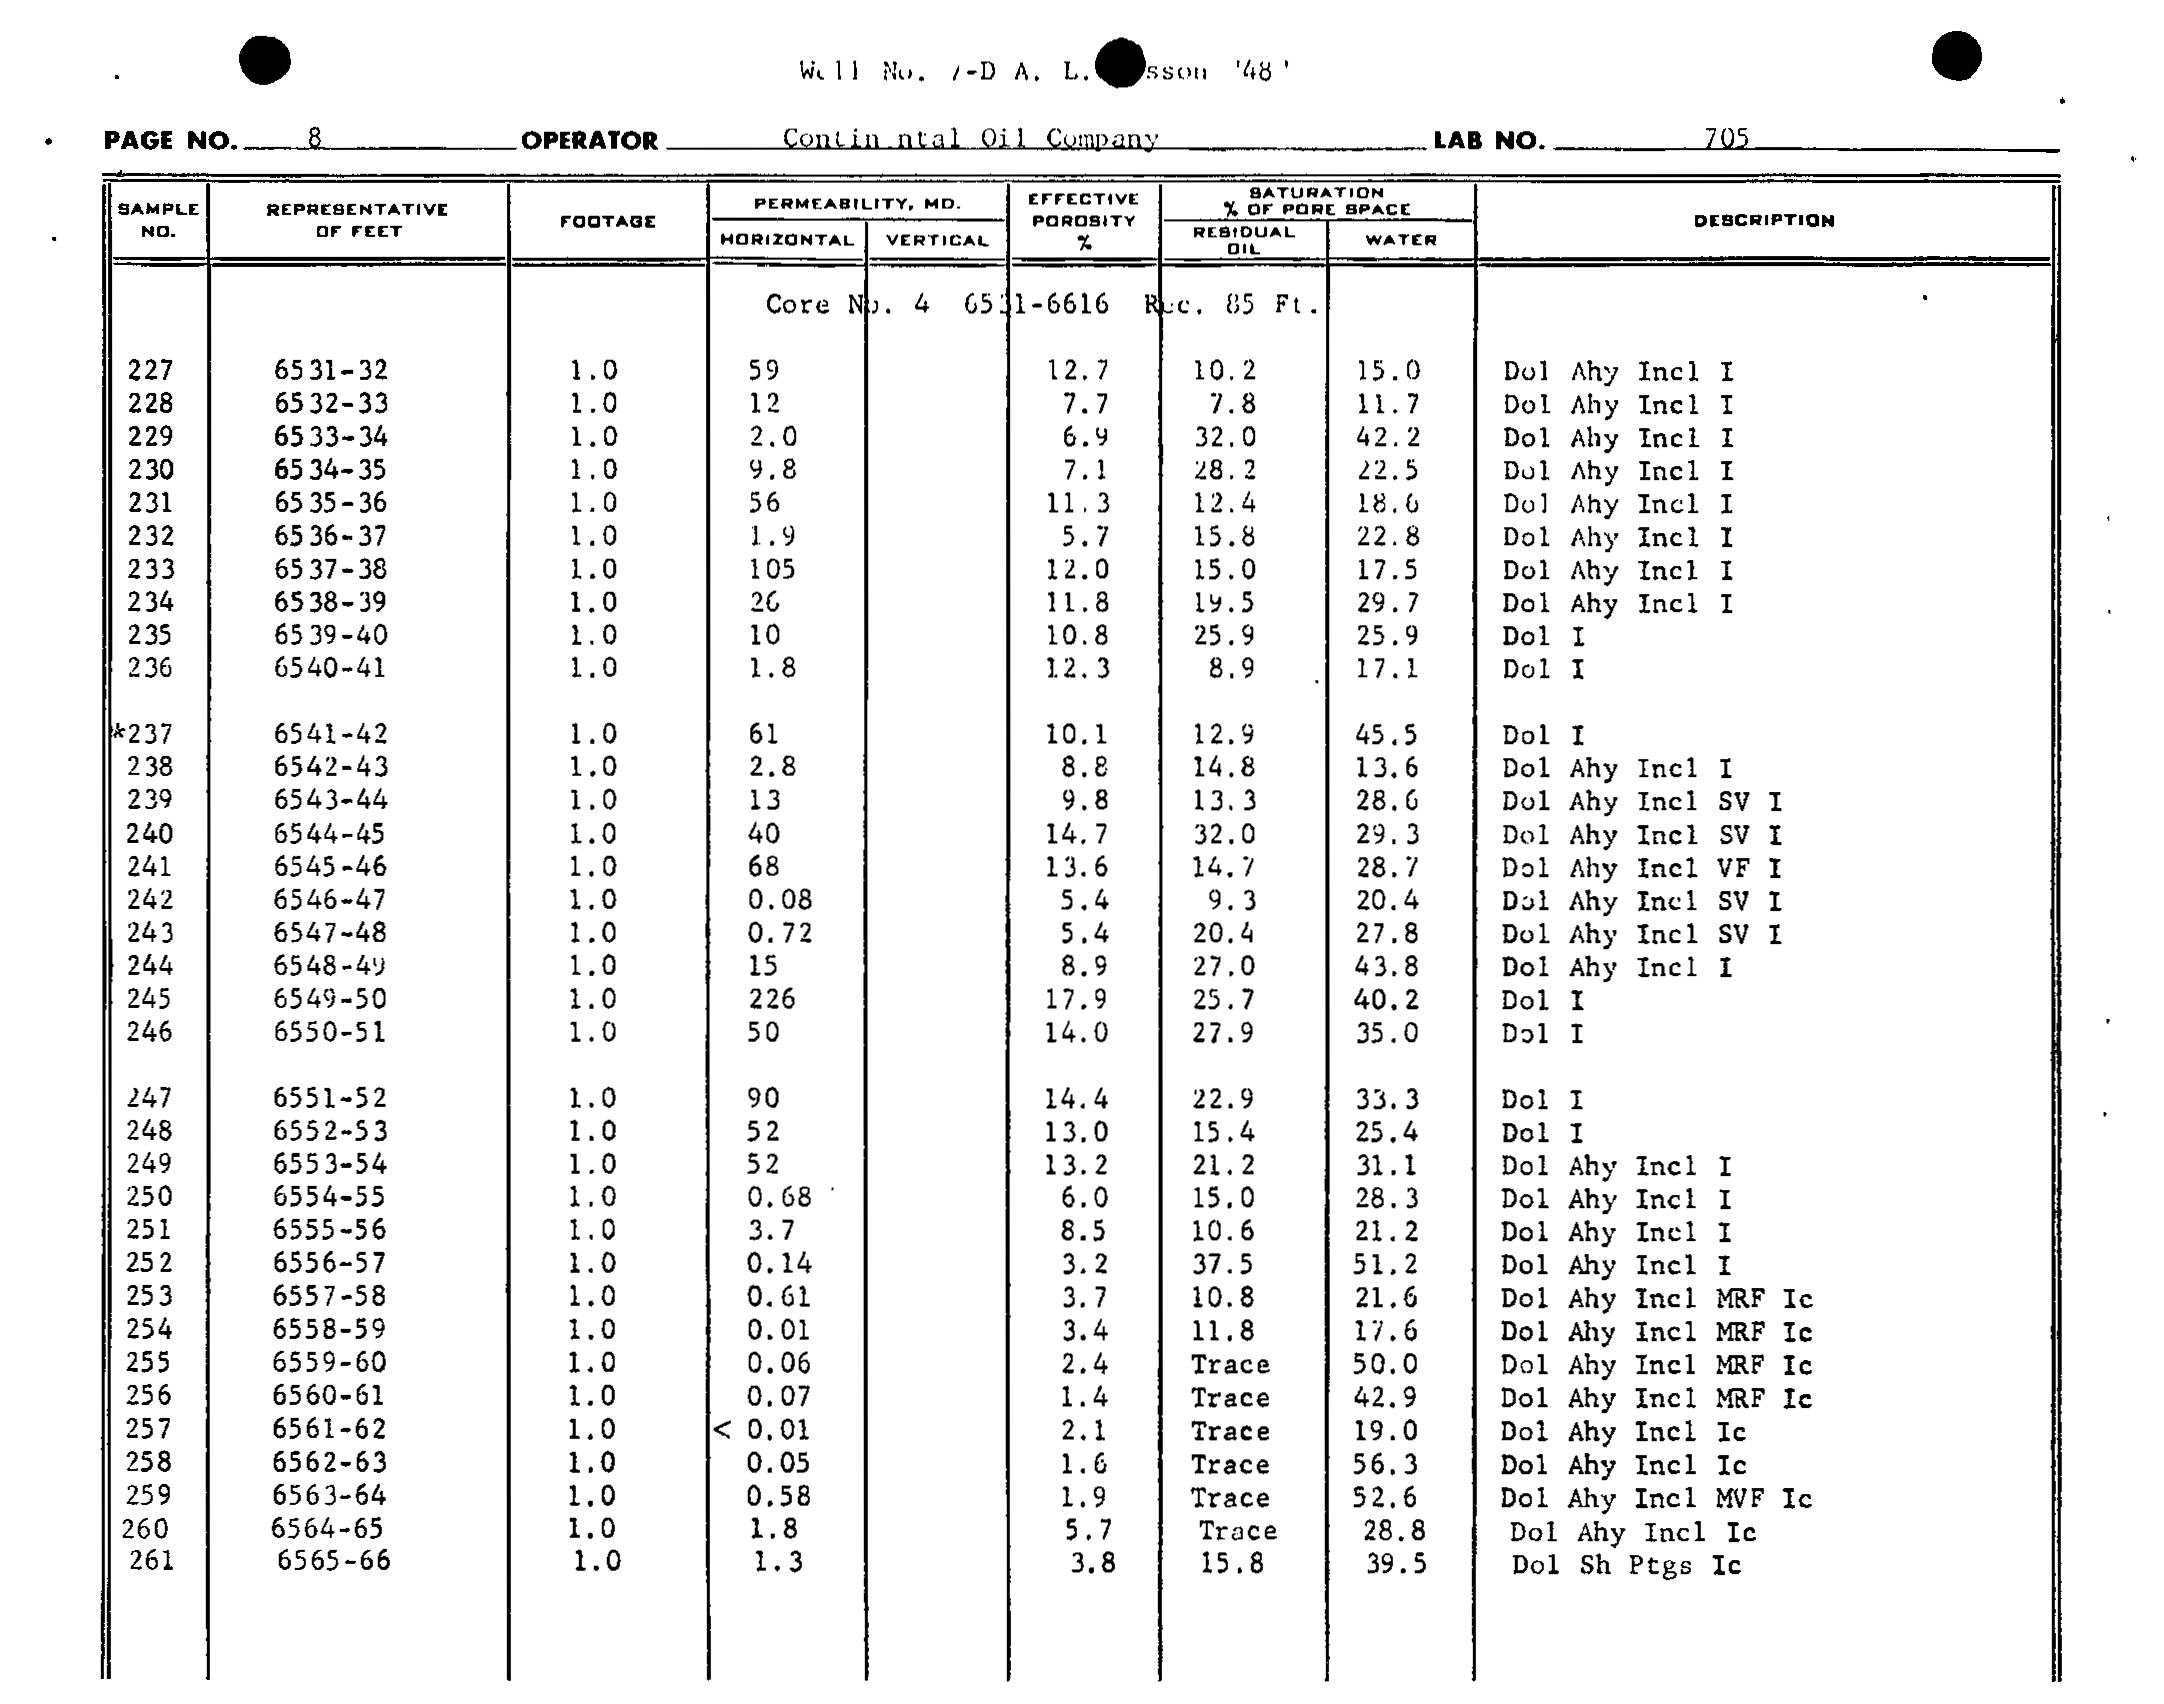 Well No. 7-D A. L. sson '48'
PAGE NO. 8 OPERATOR Continental Oil Company LAB NO. 705
SAMPLE NO. REPRESENTATIVE OF FEET FOOTAGE PERMEABILITY, MD. HORIZONTAL VERTICAL EFFECTIVE POROSITY % SATURATION % OF PORE SPACE RESIDUAL OIL WATER DESCRIPTION
Core No. 4 6531-6616 Rec. 85 Ft.
227 6531-32 1.0 59 12.7 10.2 15.0 Dol Ahy Incl I
228 6532-33 1.0 12 7.7 7.8 11.7 Dol Ahy Incl I
229 6533-34 1.0 2.0 6.9 32.0 42.2 Dol Ahy Incl I
230 6534-35 1.0 9.8 7.1 28.2 22.5 Dol Ahy Incl I
231 6535-36 1.0 56 11.3 12.4 18.6 Dol Ahy Incl I
232 6536-37 1.0 1.9 5.7 15.8 22.8 Dol Ahy Incl I
233 6537-38 1.0 105 12.0 15.0 17.5 Dol Ahy Incl I
234 6538-39 1.0 26 11.8 19.5 29.7 Dol Ahy Incl I
235 6539-40 1.0 10 10.8 25.9 25.9 Dol I
236 6540-41 1.0 1.8 12.3 8.9 17.1 Dol I
*237 6541-42 1.0 61 10.1 12.9 45.5 Dol I
238 6542-43 1.0 2.8 8.8 14.8 13.6 Dol Ahy Incl I
239 6543-44 1.0 13 9.8 13.3 28.6 Dol Ahy Incl SV I
240 6544-45 1.0 40 14.7 32.0 29.3 Dol Ahy Incl SV I
241 6545-46 1.0 68 13.6 14.7 28.7 Dol Ahy Incl VF I
242 6546-47 1.0 0.08 5.4 9.3 20.4 Dol Ahy Incl SV I
243 6547-48 1.0 0.72 5.4 20.4 27.8 Dol Ahy Incl SV I
244 6548-49 1.0 15 8.9 27.0 43.8 Dol Ahy Incl I
245 6549-50 1.0 226 17.9 25.7 40.2 Dol I
246 6550-51 1.0 50 14.0 27.9 35.0 Dol I
247 6551-52 1.0 90 14.4 22.9 33.3 Dol I
248 6552-53 1.0 52 13.0 15.4 25.4 Dol I
249 6553-54 1.0 52 13.2 21.2 31.1 Dol Ahy Incl I
250 6554-55 1.0 0.68 6.0 15.0 28.3 Dol Ahy Incl I
251 6555-56 1.0 3.7 8.5 10.6 21.2 Dol Ahy Incl I
252 6556-57 1.0 0.14 3.2 37.5 51.2 Dol Ahy Incl I
253 6557-58 1.0 0.61 3.7 10.8 21.6 Dol Ahy Incl MRF Ic
254 6558-59 1.0 0.01 3.4 11.8 17.6 Dol Ahy Incl MRF Ic
255 6559-60 1.0 0.06 2.4 Trace 50.0 Dol Ahy Incl MRF Ic
256 6560-61 1.0 0.07 1.4 Trace 42.9 Dol Ahy Incl MRF Ic
257 6561-62 1.0 < 0.01 2.1 Trace 19.0 Dol Ahy Incl Ic
258 6562-63 1.0 0.05 1.6 Trace 56.3 Dol Ahy Incl Ic
259 6563-64 1.0 0.58 1.9 Trace 52.6 Dol Ahy Incl MVF Ic
260 6564-65 1.0 1.8 5.7 Trace 28.8 Dol Ahy Incl Ic
261 6565-66 1.0 1.3 3.8 15.8 39.5 Dol Sh Ptgs Ic